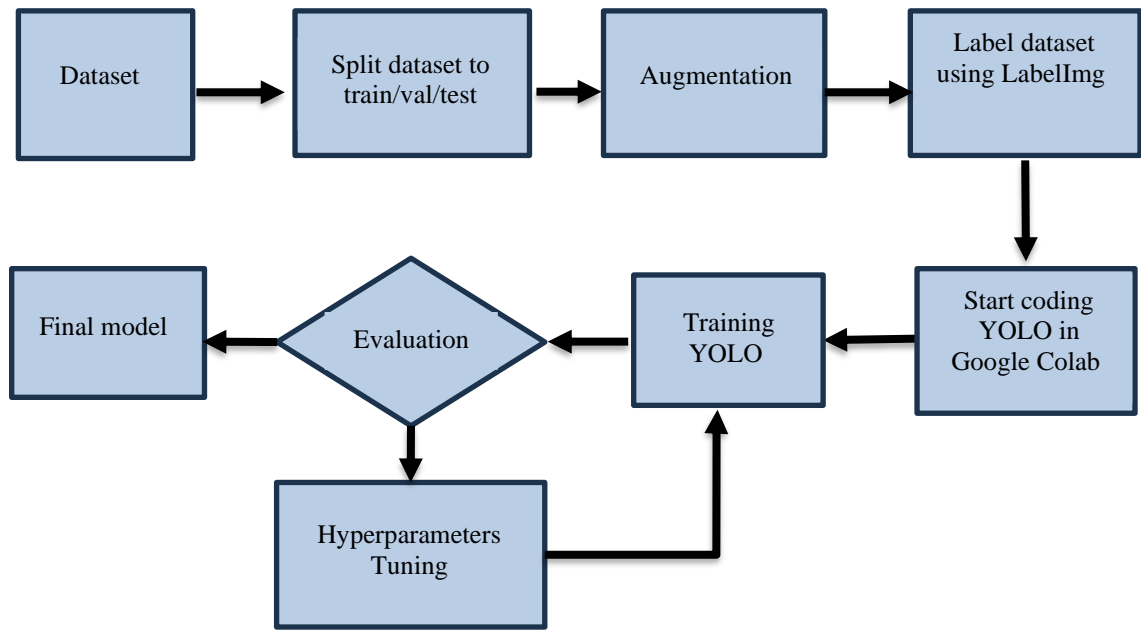 Dataset
Split dataset to
train/val/test
Augmentation
Label dataset
using LabelImg
Start coding
YOLO in
Google Colab
Training
YOLO
Evaluation
Final model
Hyperparameters
Tuning